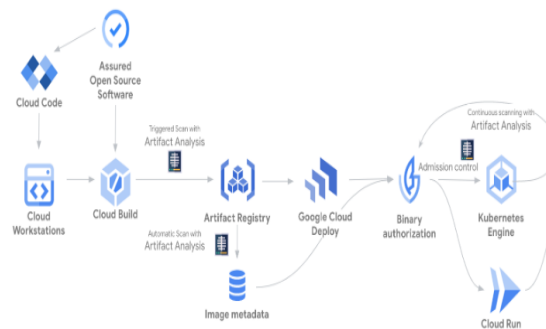 Assured
Open Source
Software
Cloud Code
Triggered Scan with
Artifact Analysis
Continuous scanning with
Artifact Analysis
Admission control
Cloud
Workstations
Cloud Build
Artifact Registry
Google Cloud
Deploy
Binary
authorization
Kubernetes
Engine
Automatic Scan with
Artifact Analysis
Image metadata
Cloud Run